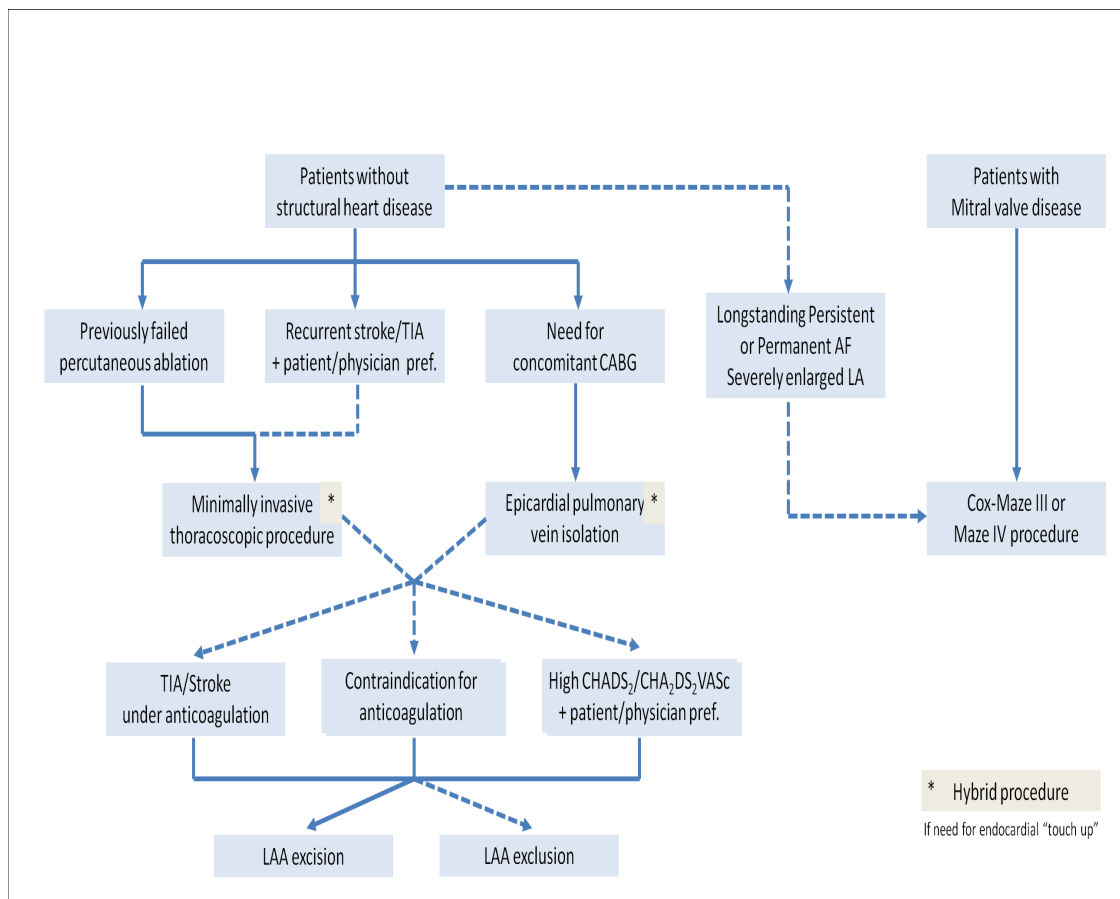 Patients without
structural heart disease
Patients with
Mitral valve disease
Previously failed
percutaneous ablation
Recurrent stroke/TIA
+ patient/physician pref.
Need for
concomitant CABG
Longstanding Persistent
or Permanent AF
Severely enlarged LA
Minimally invasive
thoracoscopic procedure
*
Epicardial pulmonary
vein isolation
*
Cox-Maze III or
Maze IV procedure
TIA/Stroke
under anticoagulation
Contraindication for
anticoagulation
High CHADS₂/CHA₂DS₂VASc
+ patient/physician pref.
* Hybrid procedure
If need for endocardial “touch up”
LAA excision
LAA exclusion